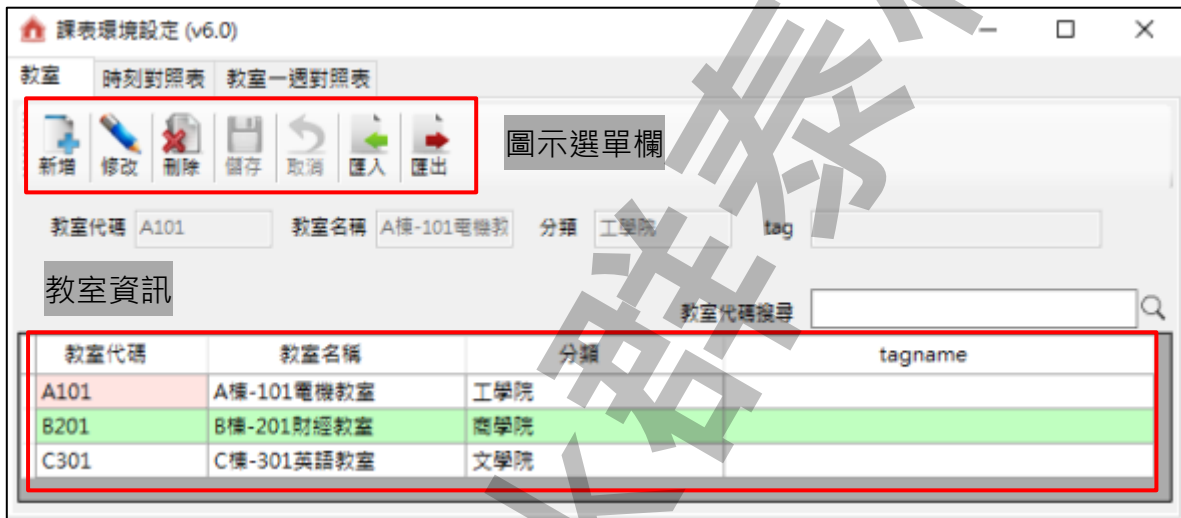 課表環境設定 (v6.0)
教室 時刻對照表 教室一週對照表
新增 修改 刪除 儲存 取消 匯入 匯出
圖示選單欄
教室代碼 A101 教室名稱 A棟-101電機教 分類 工學院 tag
教室資訊
教室代碼搜尋
教室代碼 教室名稱 分類 tagname
A101 A棟-101電機教室 工學院
B201 B棟-201財經教室 商學院
C301 C棟-301英語教室 文學院
群泰